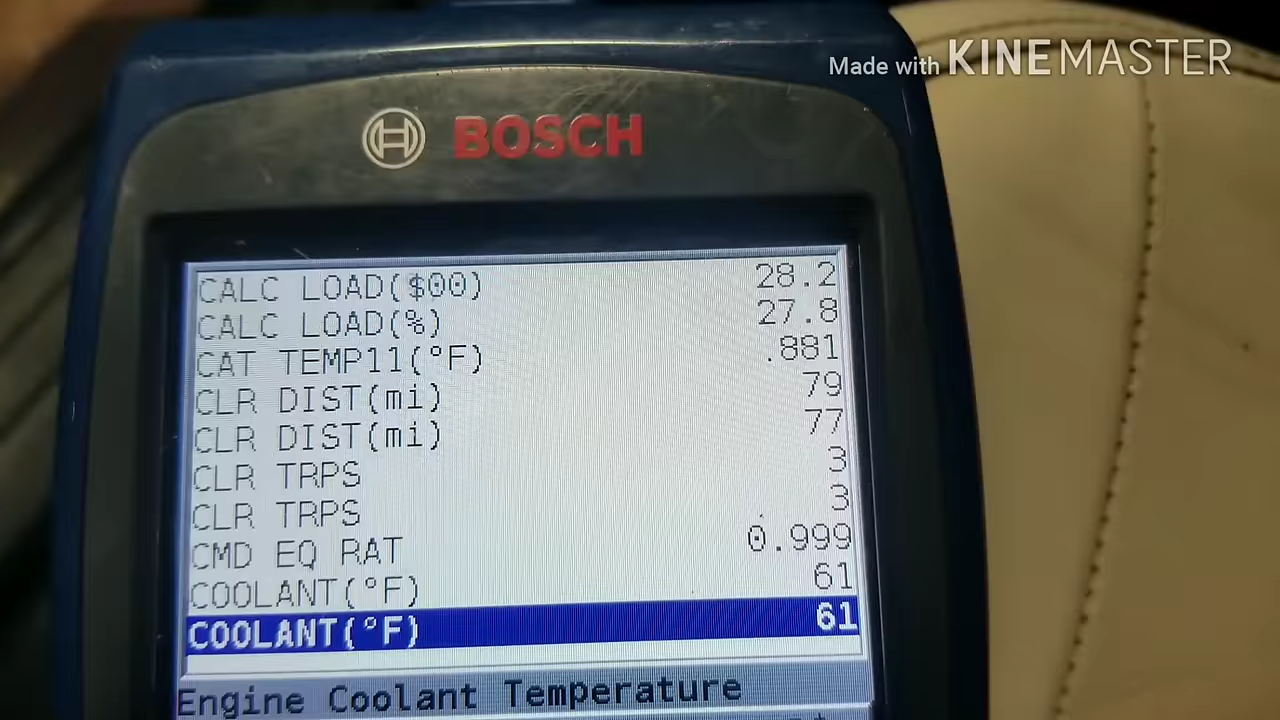 Made with KINEMASTER
BOSCH
CALC LOAD($00) 28.2
CALC LOAD(%) 27.8
CAT TEMP11(°F) .881
CLR DIST(mi) 79
CLR DIST(mi) 77
CLR TRPS 3
CLR TRPS 3
CMD EQ RAT 0.999
COOLANT(°F) 61
COOLANT(°F) 61
Engine Coolant Temperature